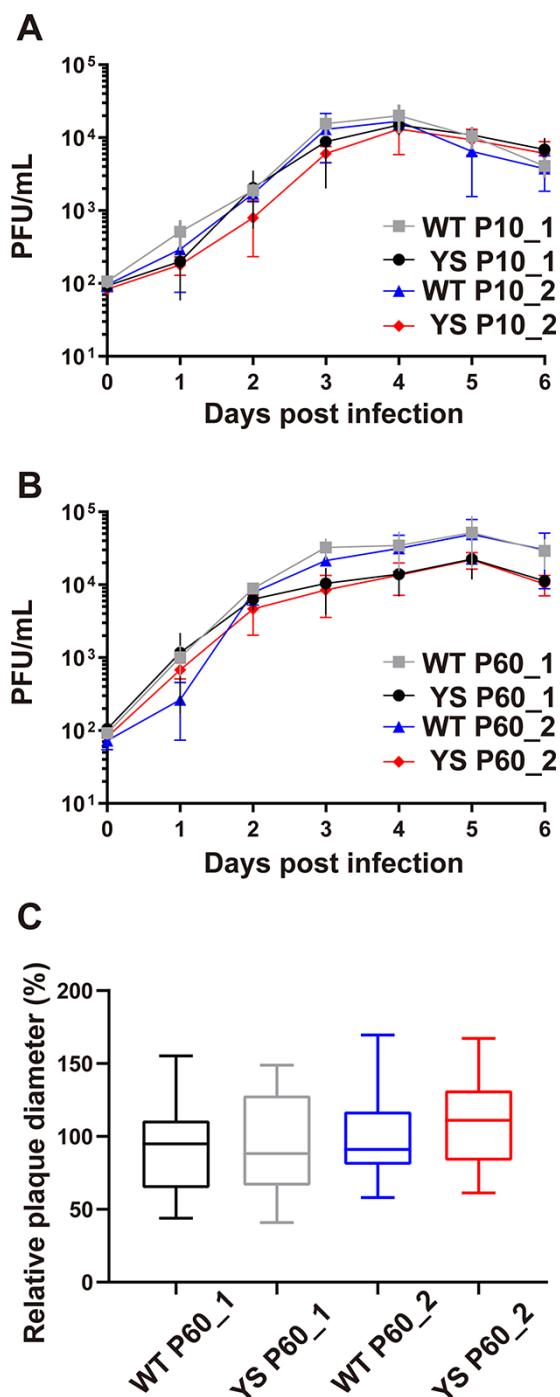 A
PFU/mL
10⁵
10⁴
10³
10²
10¹
WT P10_1
YS P10_1
WT P10_2
YS P10_2
0 1 2 3 4 5 6
Days post infection
B
PFU/mL
10⁵
10⁴
10³
10²
10¹
WT P60_1
YS P60_1
WT P60_2
YS P60_2
0 1 2 3 4 5 6
Days post infection
C
Relative plaque diameter (%)
200
150
100
50
0
WT P60_1
YS P60_1
WT P60_2
YS P60_2